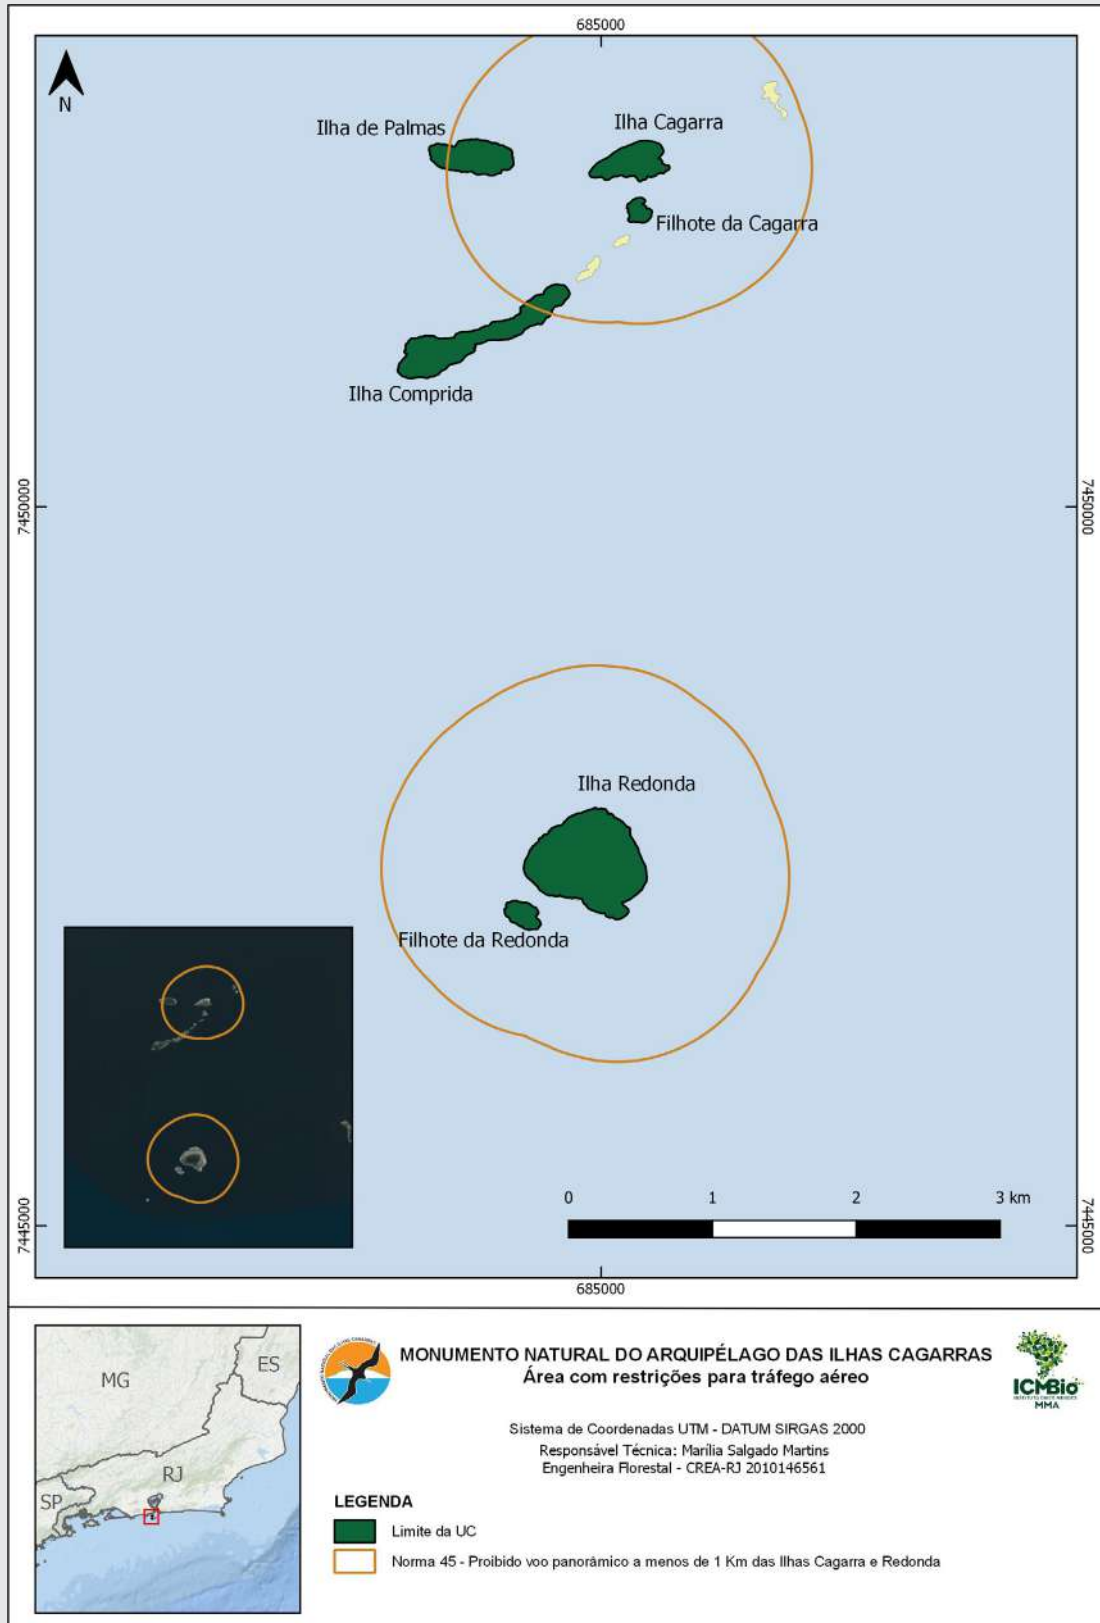 685000
N
Ilha de Palmas
Ilha Cagarra
Filhote da Cagarra
Ilha Comprida
7450000
7450000
Ilha Redonda
Filhote da Redonda
0 1 2 3 km
7445000
7445000
685000
MG
ES
RJ
SP
MONUMENTO NATURAL DO ARQUIPÉLAGO DAS ILHAS CAGARRAS
Área com restrições para tráfego aéreo
ICMBio
MMA
Sistema de Coordenadas UTM - DATUM SIRGAS 2000
Responsável Técnica: Marília Salgado Martins
Engenheira Florestal - CREA-RJ 2010146561
LEGENDA
Limite da UC
Norma 45 - Proibido voo panorâmico a menos de 1 Km das Ilhas Cagarra e Redonda